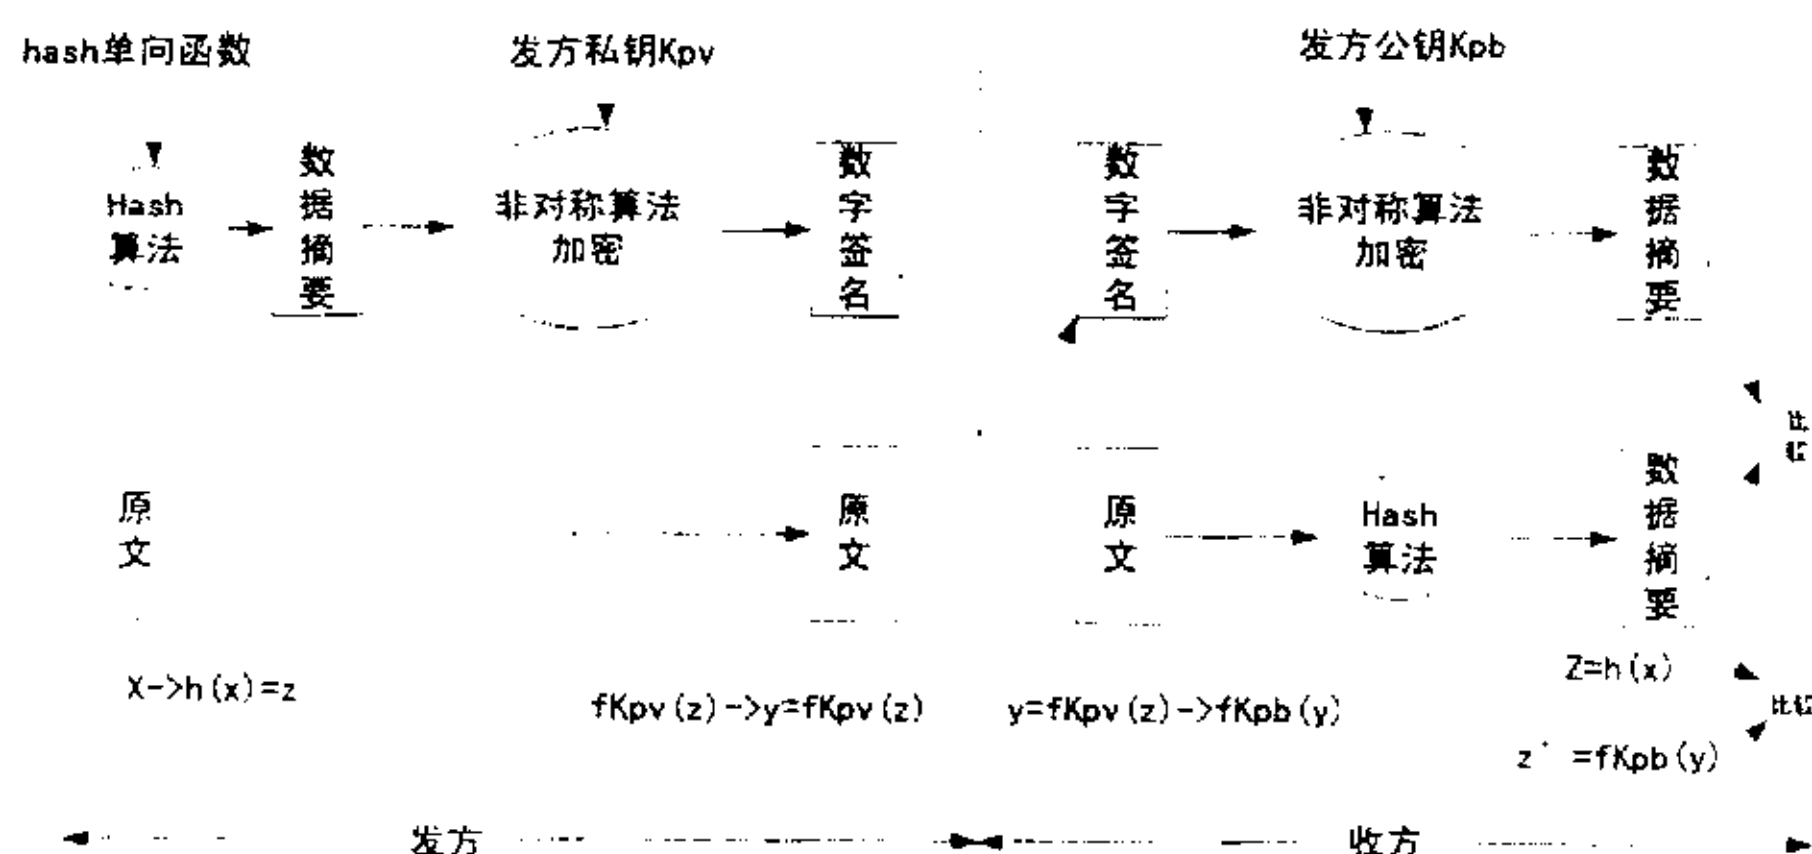 hash单向函数
发方私钥Kpv
发方公钥Kpb
Hash
算法
数据摘要
非对称算法
加密
数字签名
数字签名
非对称算法
加密
数据摘要
比较
原文
原文
原文
Hash
算法
数据摘要
X->h(x)=z
fKpv(z)->y=fKpv(z)
y=fKpv(z)->fKpb(y)
Z=h(x)
比较
z' =fKpb(y)
发方
收方